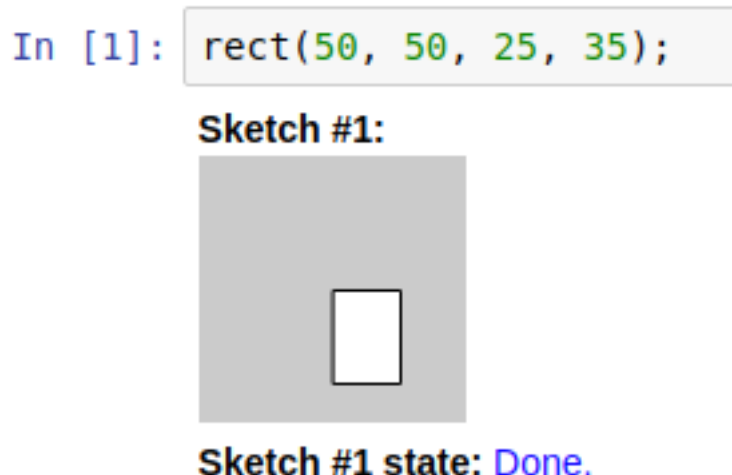 In [1]: rect(50, 50, 25, 35);
Sketch #1:
Sketch #1 state: Done.